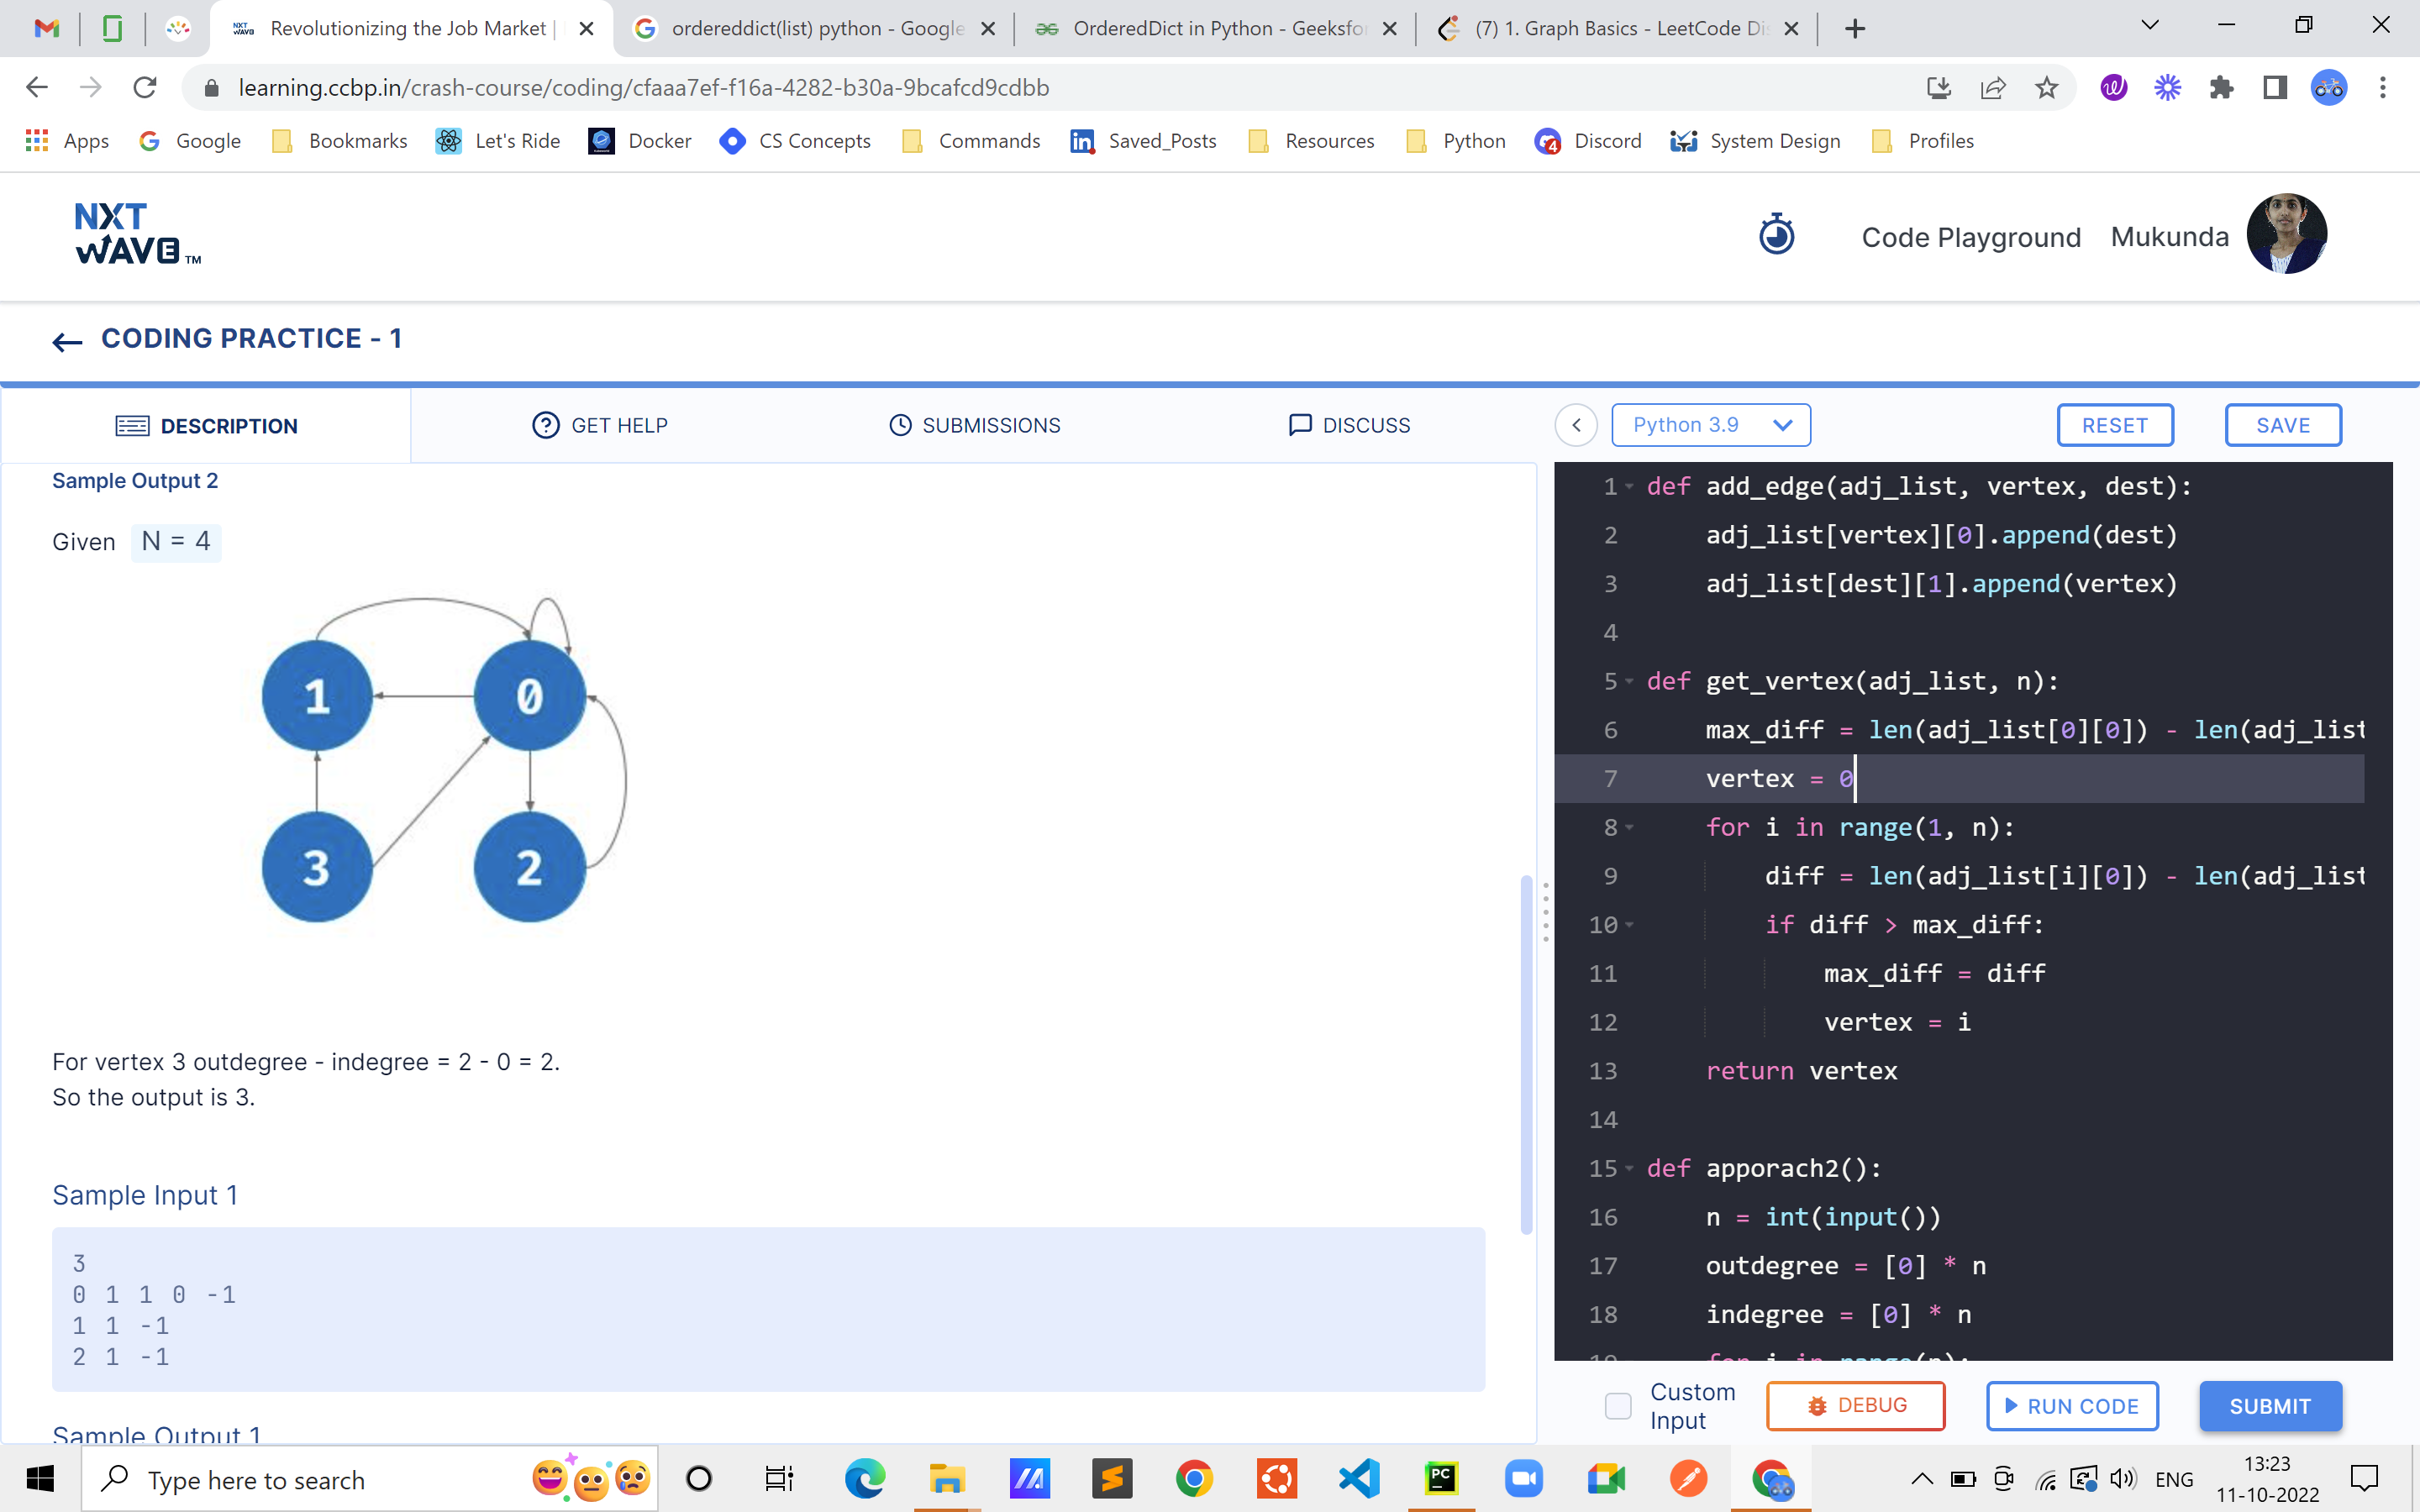 Revolutionizing the Job Market |
ordereddict(list) python - Google
OrderedDict in Python - Geeksfo
(7) 1. Graph Basics - LeetCode Di
learning.ccbp.in/crash-course/coding/cfaaa7ef-f16a-4282-b30a-9bcafcd9cdbb
Apps Google Bookmarks Let's Ride Docker CS Concepts Commands Saved_Posts Resources Python Discord System Design Profiles
NXT
WAVE TM
Code Playground Mukunda
CODING PRACTICE - 1
DESCRIPTION GET HELP SUBMISSIONS DISCUSS
Python 3.9 RESET SAVE
Sample Output 2
Given N = 4
1 0
3 2
For vertex 3 outdegree - indegree = 2 - 0 = 2.
So the output is 3.
Sample Input 1
3
0 1 1 0 -1
1 1 -1
2 1 -1
Sample Output 1
1 def add_edge(adj_list, vertex, dest):
2 adj_list[vertex][0].append(dest)
3 adj_list[dest][1].append(vertex)
4
5 def get_vertex(adj_list, n):
6 max_diff = len(adj_list[0][0]) - len(adj_list
7 vertex = 0
8 for i in range(1, n):
9 diff = len(adj_list[i][0]) - len(adj_list
10 if diff > max_diff:
11 max_diff = diff
12 vertex = i
13 return vertex
14
15 def apporach2():
16 n = int(input())
17 outdegree = [0] * n
18 indegree = [0] * n
19 for i in range(n):
Custom
Input
DEBUG RUN CODE SUBMIT
Type here to search
ENG
13:23
11-10-2022